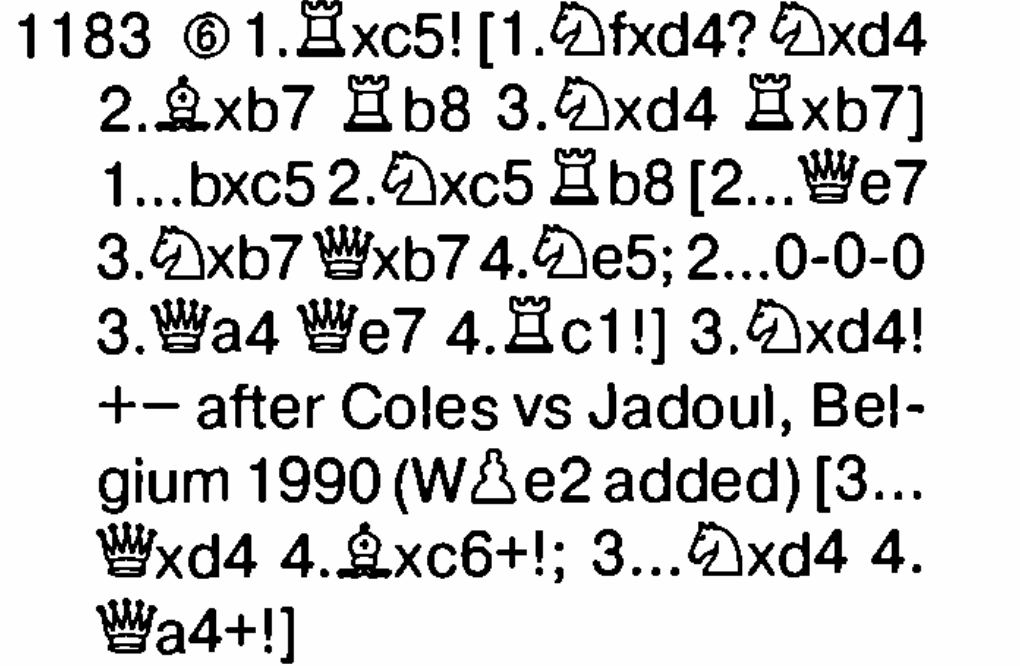 1183 ⑥ 1.♖xc5! [1.♘fxd4? ♘xd4
2.♗xb7 ♖b8 3.♘xd4 ♖xb7]
1...bxc5 2.♘xc5 ♖b8 [2...♕e7
3.♘xb7 ♕xb7 4.♘e5; 2...0-0-0
3.♕a4 ♕e7 4.♖c1!] 3.♘xd4!
+− after Coles vs Jadoul, Bel-
gium 1990 (W♙e2 added) [3...
♕xd4 4.♗xc6+!; 3...♘xd4 4.
♕a4+!]